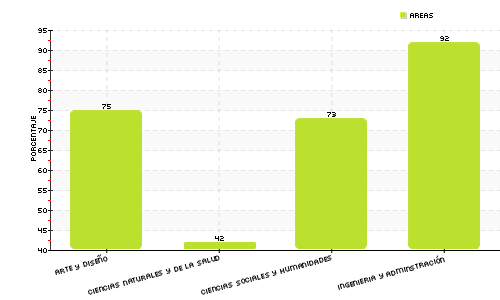 AREAS
PORCENTAJE
95
90
85
80
75
70
65
60
55
50
45
40
75
42
73
92
ARTE Y DISEÑO
CIENCIAS NATURALES Y DE LA SALUD
CIENCIAS SOCIALES Y HUMANIDADES
INGENIERIA Y ADMINSTRACIÓN